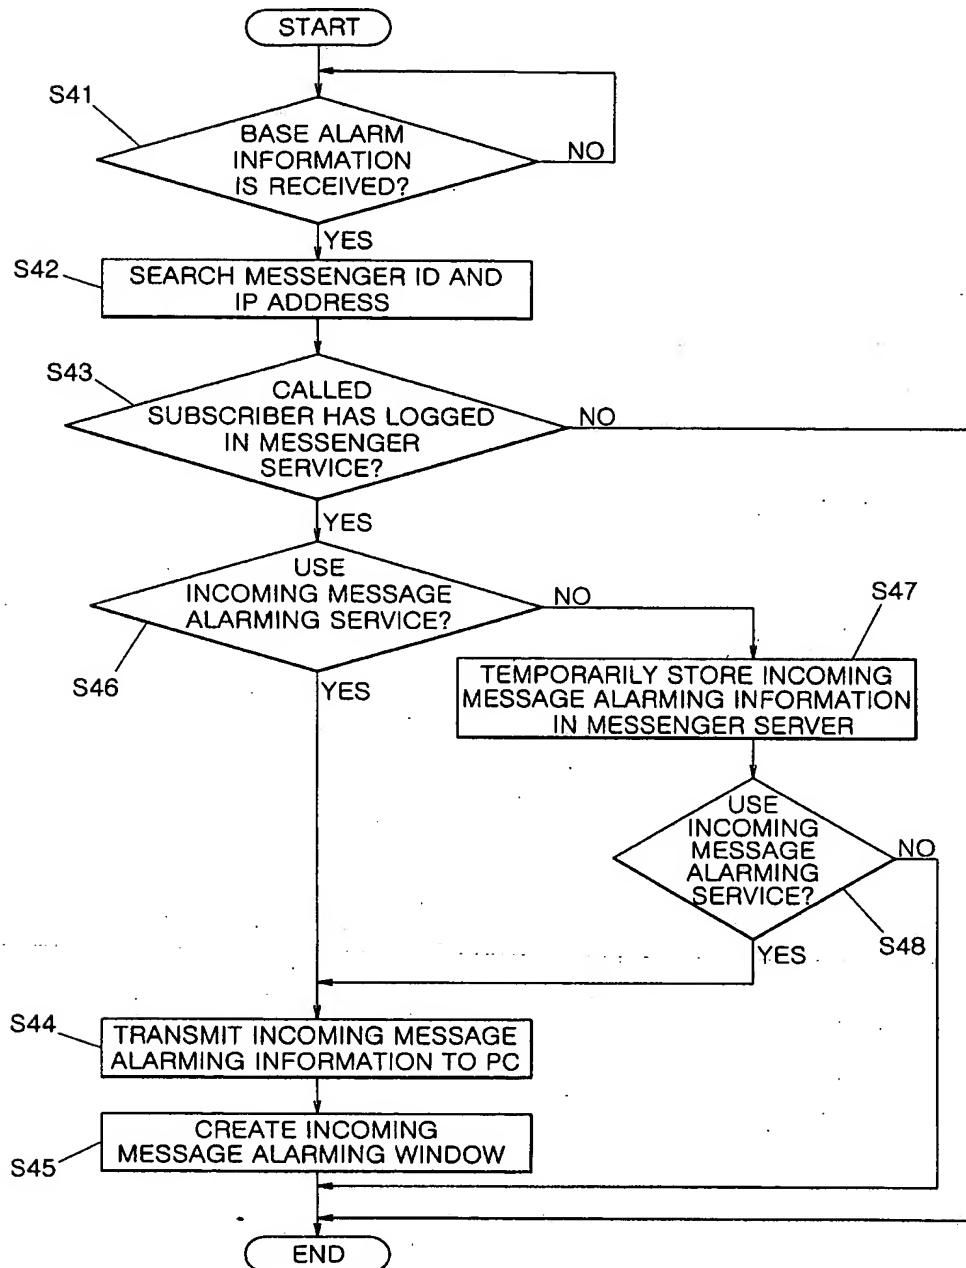 START
S41
BASE ALARM
INFORMATION
IS RECEIVED?
NO
YES
S42
SEARCH MESSENGER ID AND
IP ADDRESS
S43
CALLED
SUBSCRIBER HAS LOGGED
IN MESSENGER
SERVICE?
NO
YES
USE
INCOMING MESSAGE
ALARMING SERVICE?
NO
S46
YES
S47
TEMPORARILY STORE INCOMING
MESSAGE ALARMING INFORMATION
IN MESSENGER SERVER
USE
INCOMING
MESSAGE
ALARMING
SERVICE?
NO
S48
YES
S44
TRANSMIT INCOMING MESSAGE
ALARMING INFORMATION TO PC
CREATE INCOMING
MESSAGE ALARMING WINDOW
S45
END